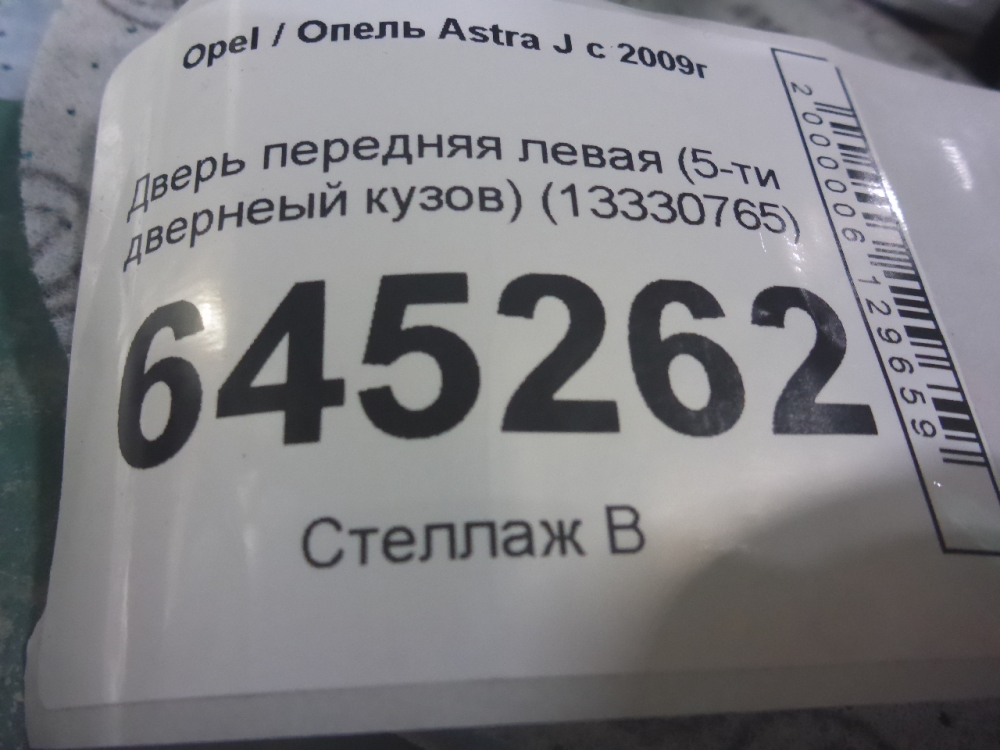 Opel / Опель Astra J с 2009г
Дверь передняя левая (5-ти
двернеый кузов) (13330765)
645262
Стеллаж В
2000006129659